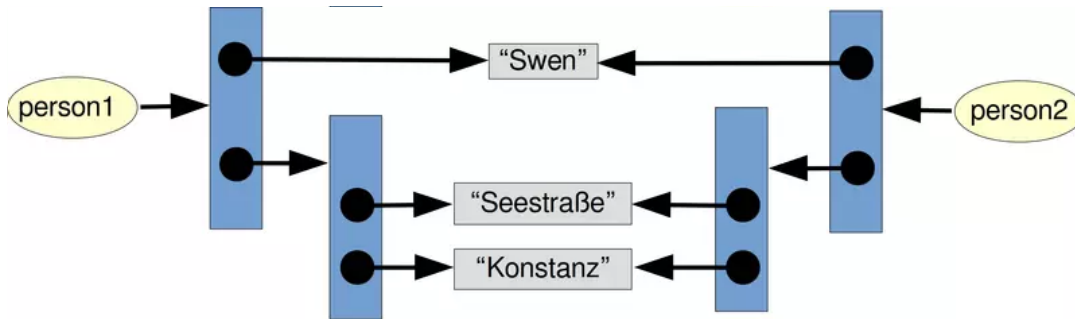 “Swen”
person1
person2
“Seestraße”
“Konstanz”